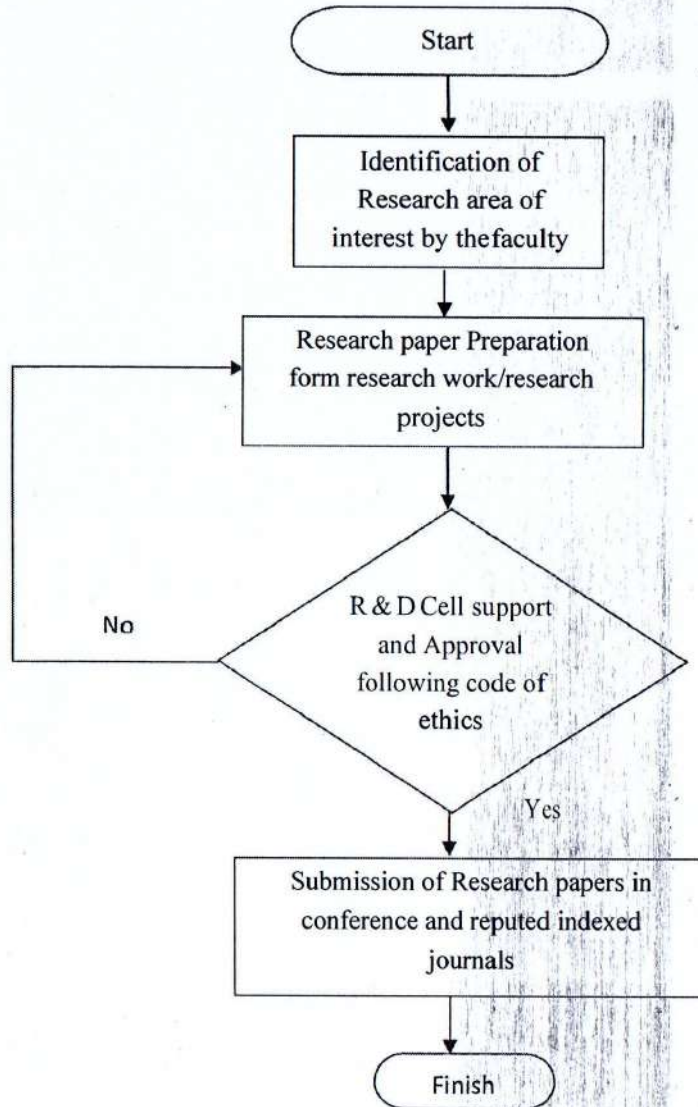 Start
Identification of
Research area of
interest by thefaculty
Research paper Preparation
form research work/research
projects
R & D Cell support
and Approval
following code of
ethics
No
Yes
Submission of Research papers in
conference and reputed indexed
journals
Finish